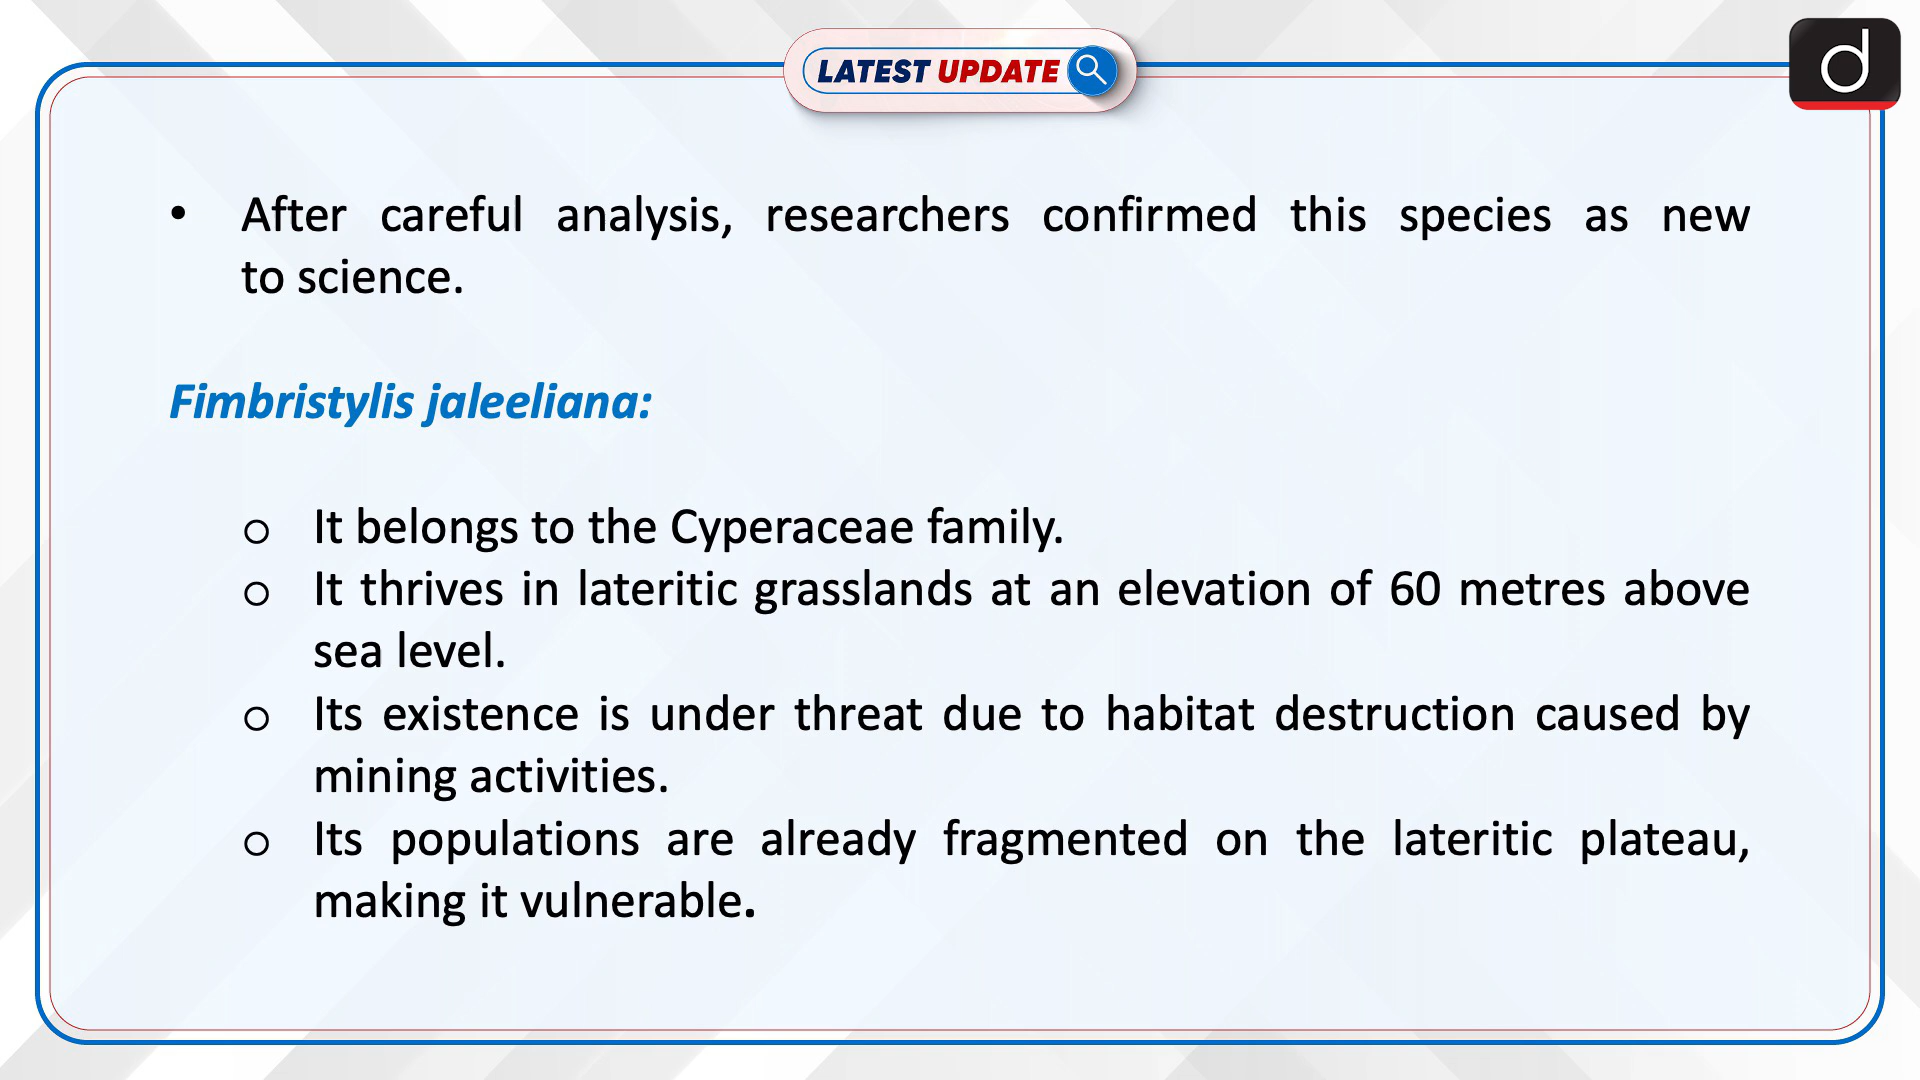 LATEST UPDATE
d
• After careful analysis, researchers confirmed this species as new
to science.
Fimbristylis jaleeliana:
o It belongs to the Cyperaceae family.
o It thrives in lateritic grasslands at an elevation of 60 metres above
sea level.
o Its existence is under threat due to habitat destruction caused by
mining activities.
o Its populations are already fragmented on the lateritic plateau,
making it vulnerable.